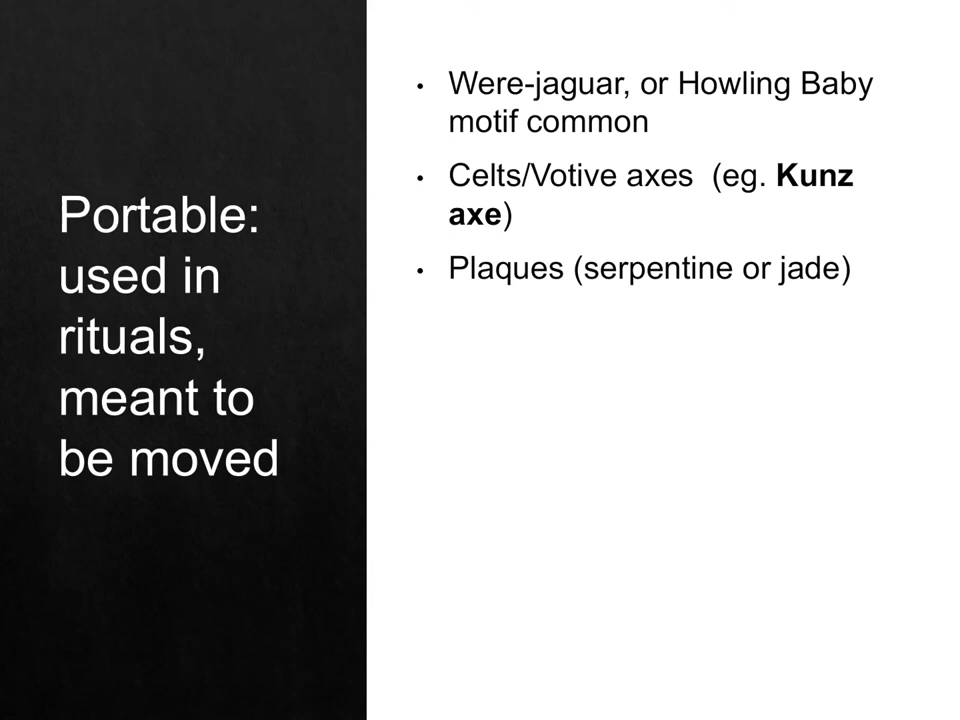 Portable:
used in
rituals,
meant to
be moved
• Were-jaguar, or Howling Baby
motif common
• Celts/Votive axes  (eg. Kunz
axe)
• Plaques (serpentine or jade)